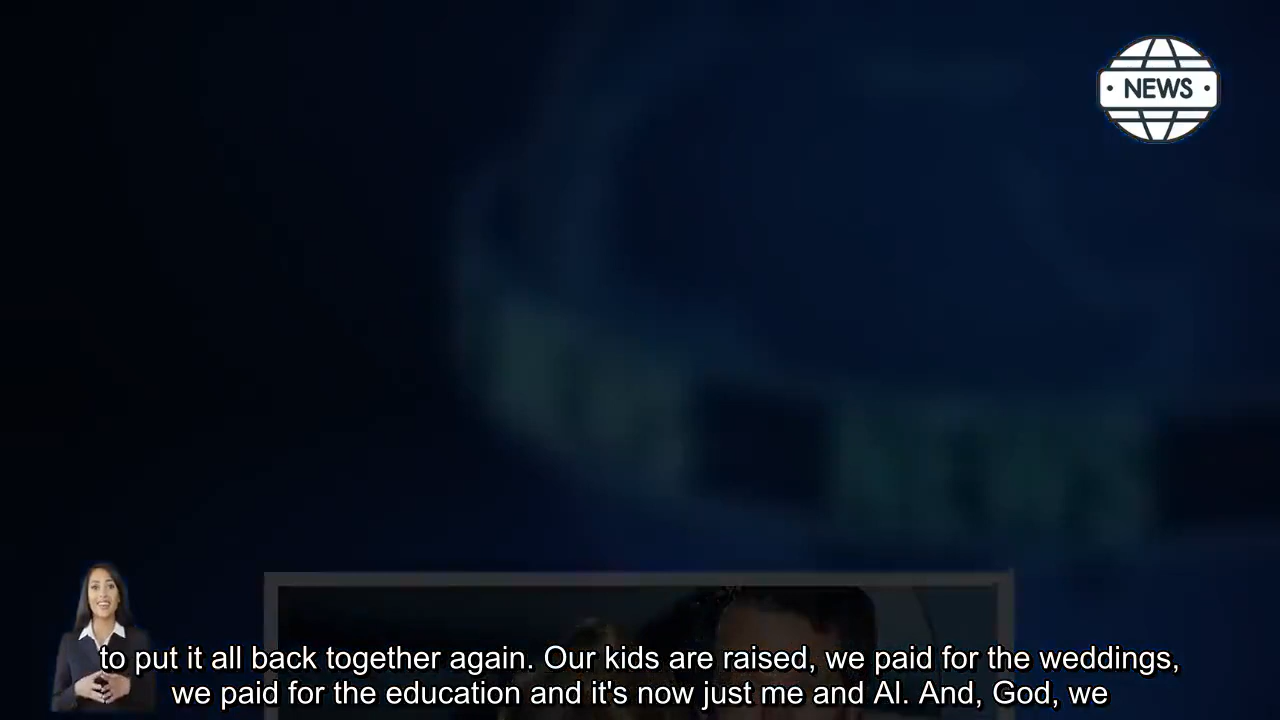 NEWS
to put it all back together again. Our kids are raised, we paid for the weddings,
we paid for the education and it's now just me and Al. And, God, we